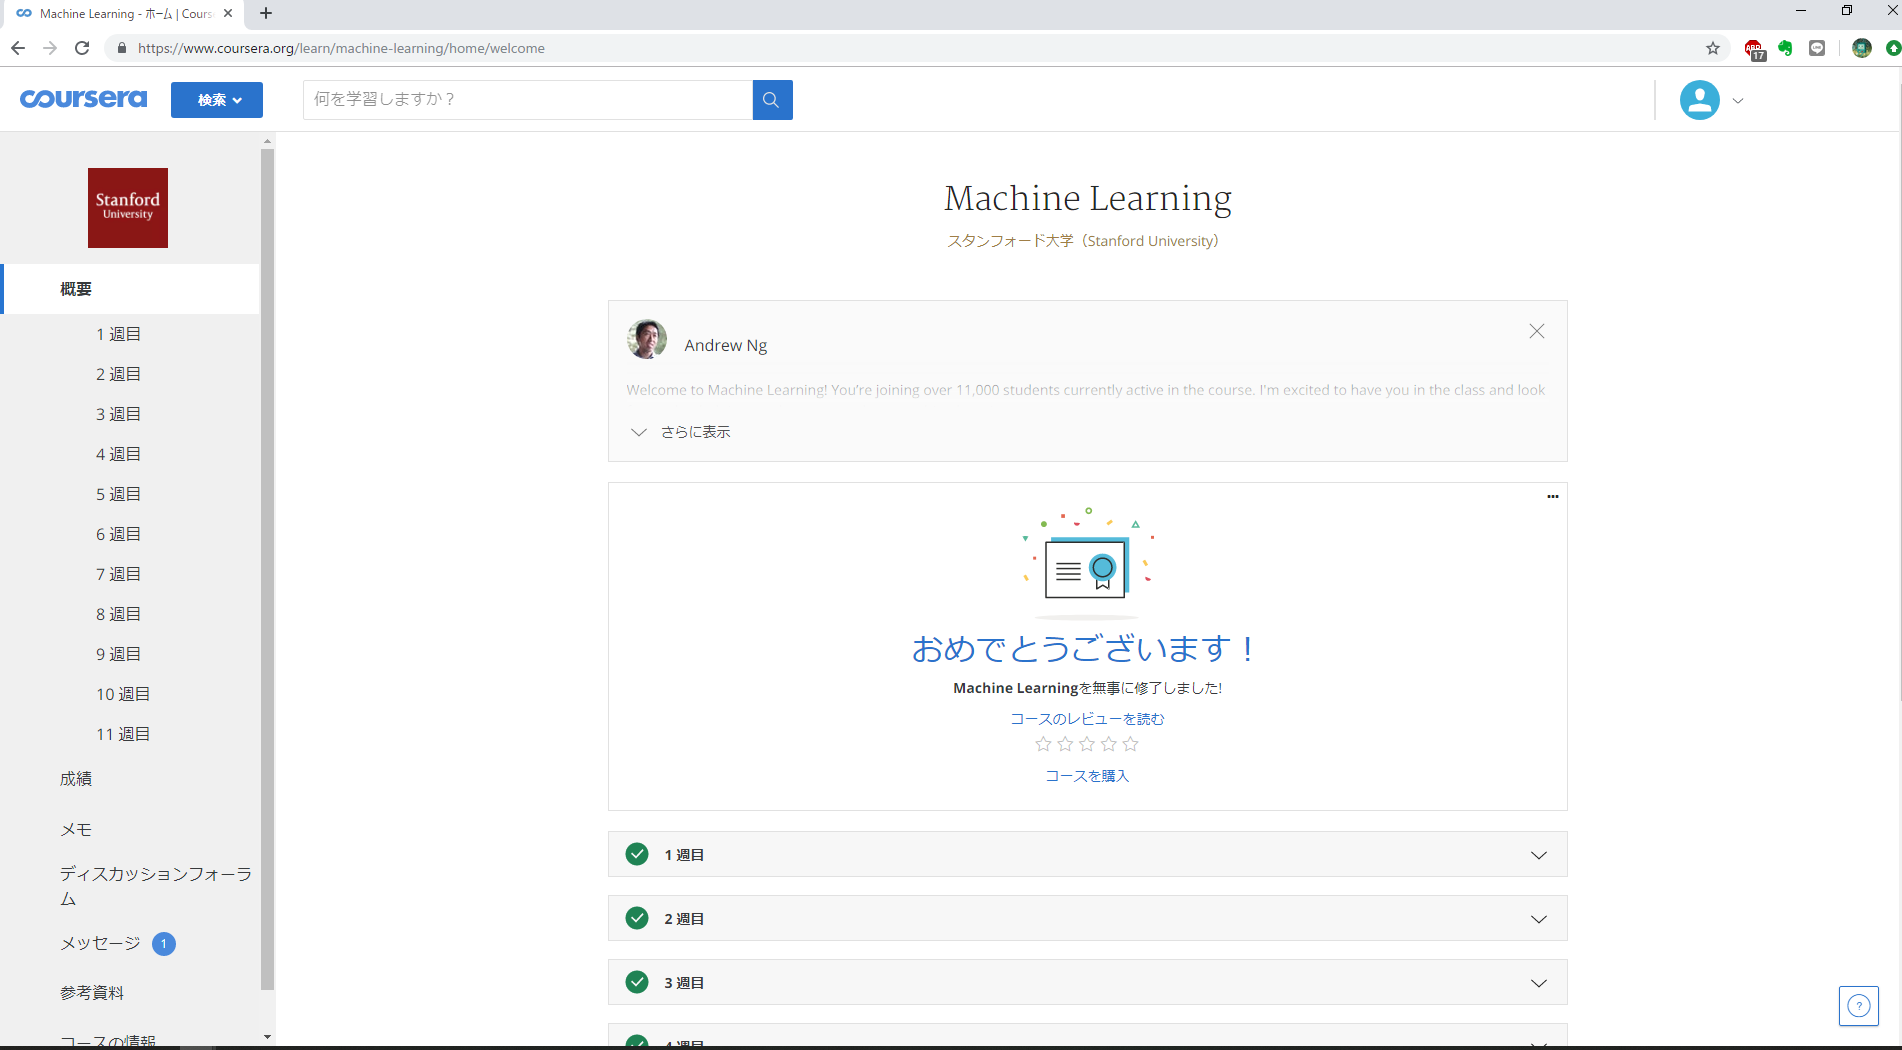 Machine Learning - ホーム | Cours
https://www.coursera.org/learn/machine-learning/home/welcome
ABP
17
coursera
検索
何を学習しますか？
Stanford
University
概要
1 週目
2 週目
3 週目
4 週目
5 週目
6 週目
7 週目
8 週目
9 週目
10 週目
11 週目
成績
メモ
ディスカッションフォーラ
ム
メッセージ 1
参考資料
コースの情報
Machine Learning
スタンフォード大学（Stanford University）
Andrew Ng
Welcome to Machine Learning! You're joining over 11,000 students currently active in the course. I'm excited to have you in the class and look
さらに表示
おめでとうございます！
Machine Learningを無事に修了しました!
コースのレビューを読む
コースを購入
1 週目
2 週目
3 週目
4 週目
?